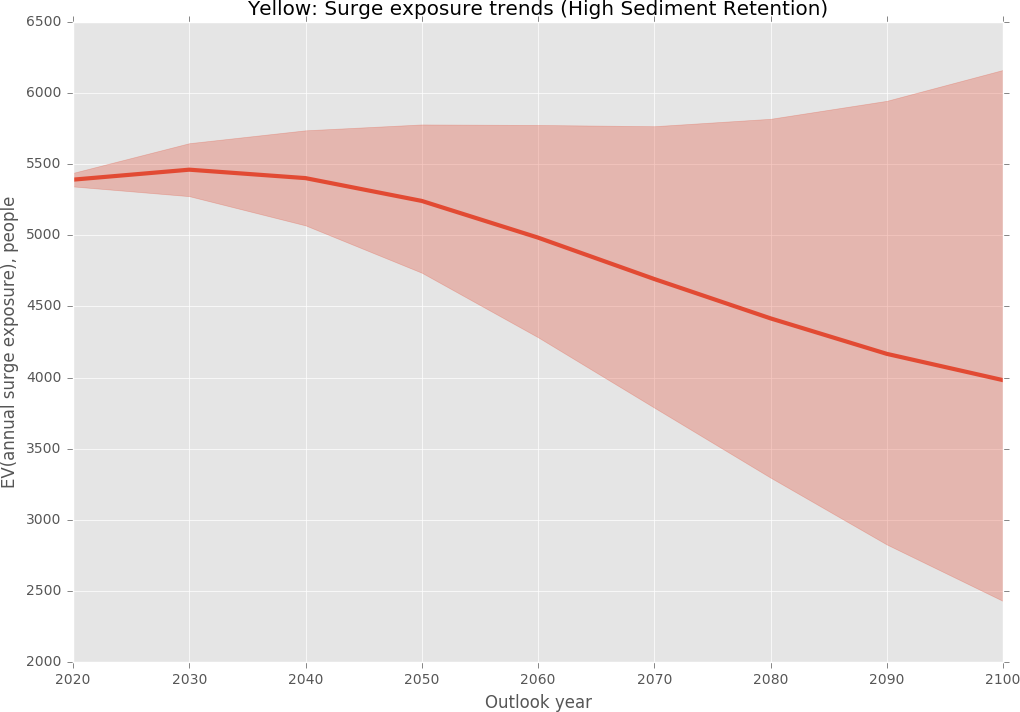 Yellow: Surge exposure trends (High Sediment Retention)
EV(annual surge exposure), people
6500
6000
5500
5000
4500
4000
3500
3000
2500
2000
2020 2030 2040 2050 2060 2070 2080 2090 2100
Outlook year